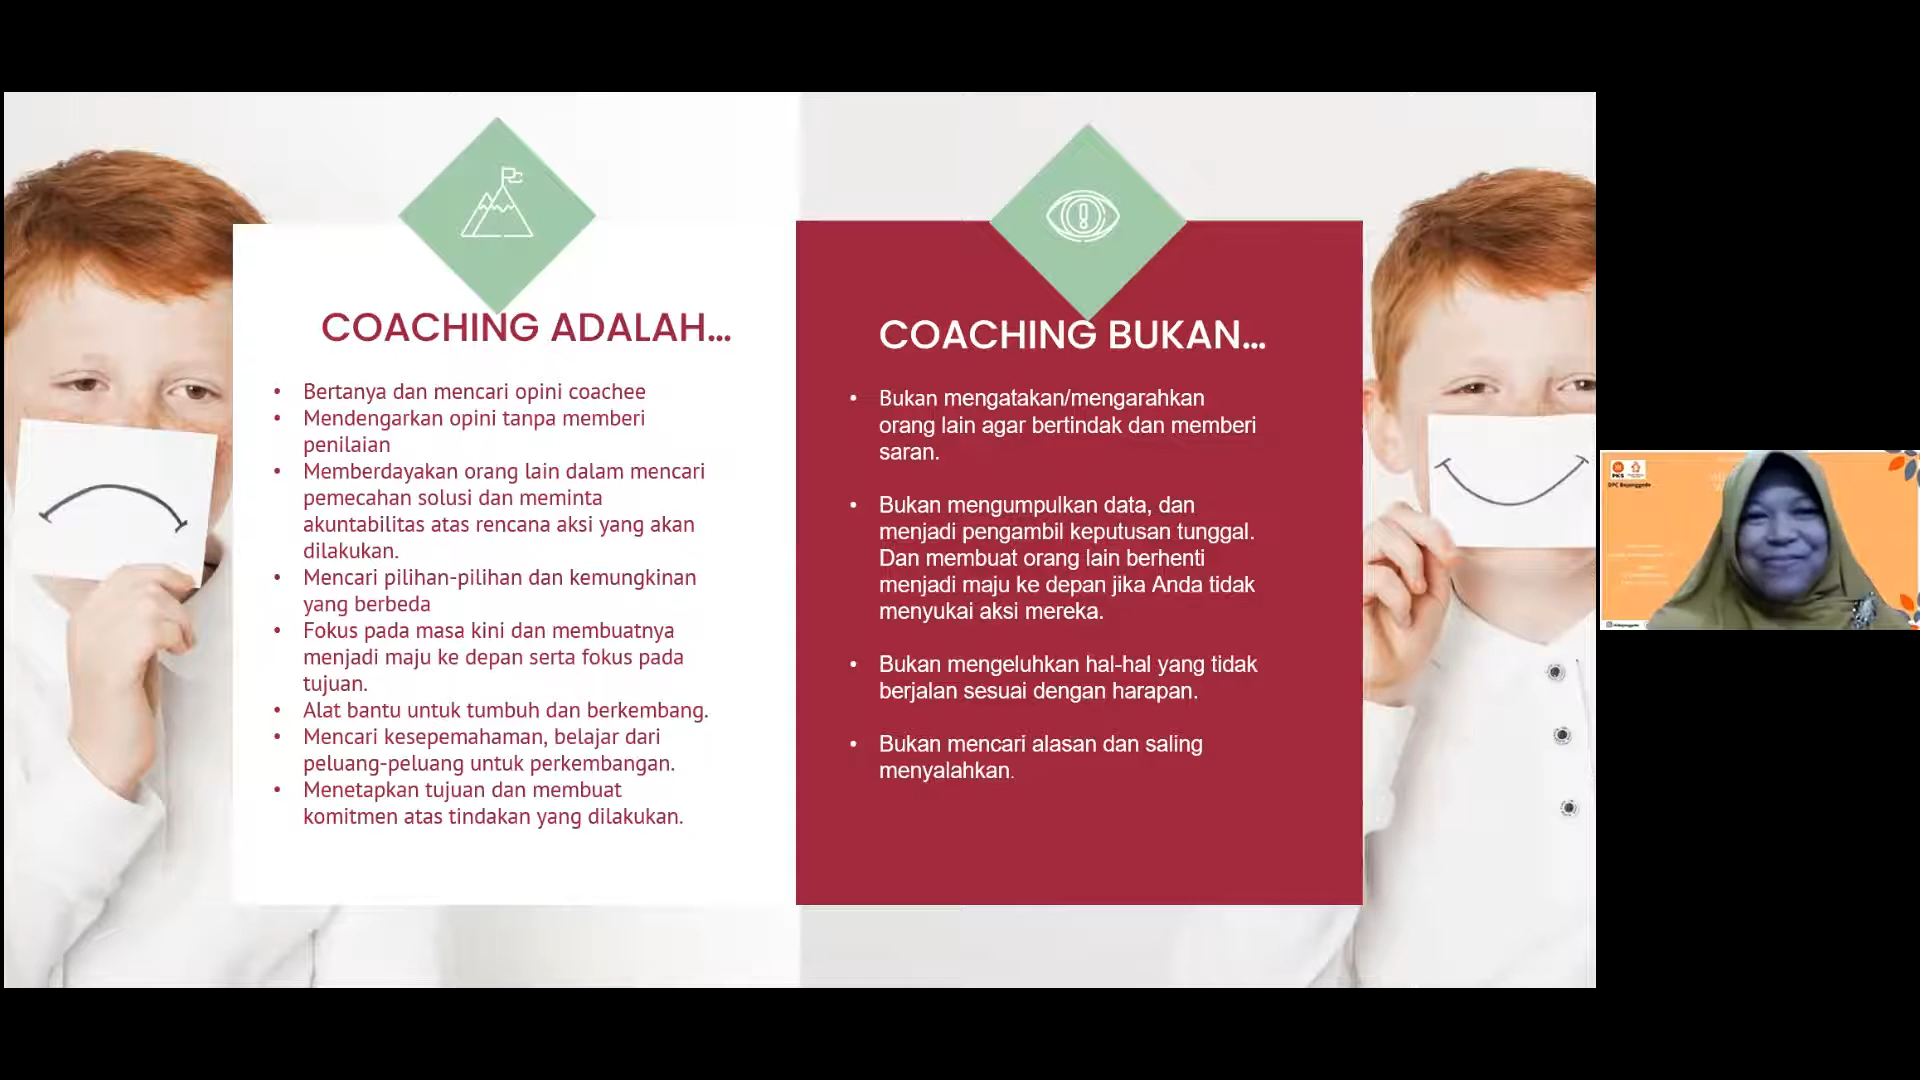 COACHING ADALAH...
• Bertanya dan mencari opini coachee
• Mendengarkan opini tanpa memberi
penilaian
• Memberdayakan orang lain dalam mencari
pemecahan solusi dan meminta
akuntabilitas atas rencana aksi yang akan
dilakukan.
• Mencari pilihan-pilihan dan kemungkinan
yang berbeda
• Fokus pada masa kini dan membuatnya
menjadi maju ke depan serta fokus pada
tujuan.
• Alat bantu untuk tumbuh dan berkembang.
• Mencari kesepemahaman, belajar dari
peluang-peluang untuk perkembangan.
• Menetapkan tujuan dan membuat
komitmen atas tindakan yang dilakukan.
COACHING BUKAN...
• Bukan mengatakan/mengarahkan
orang lain agar bertindak dan memberi
saran.
• Bukan mengumpulkan data, dan
menjadi pengambil keputusan tunggal.
Dan membuat orang lain berhenti
menjadi maju ke depan jika Anda tidak
menyukai aksi mereka.
• Bukan mengeluhkan hal-hal yang tidak
berjalan sesuai dengan harapan.
• Bukan mencari alasan dan saling
menyalahkan.
PKS
DPC Bojonggede